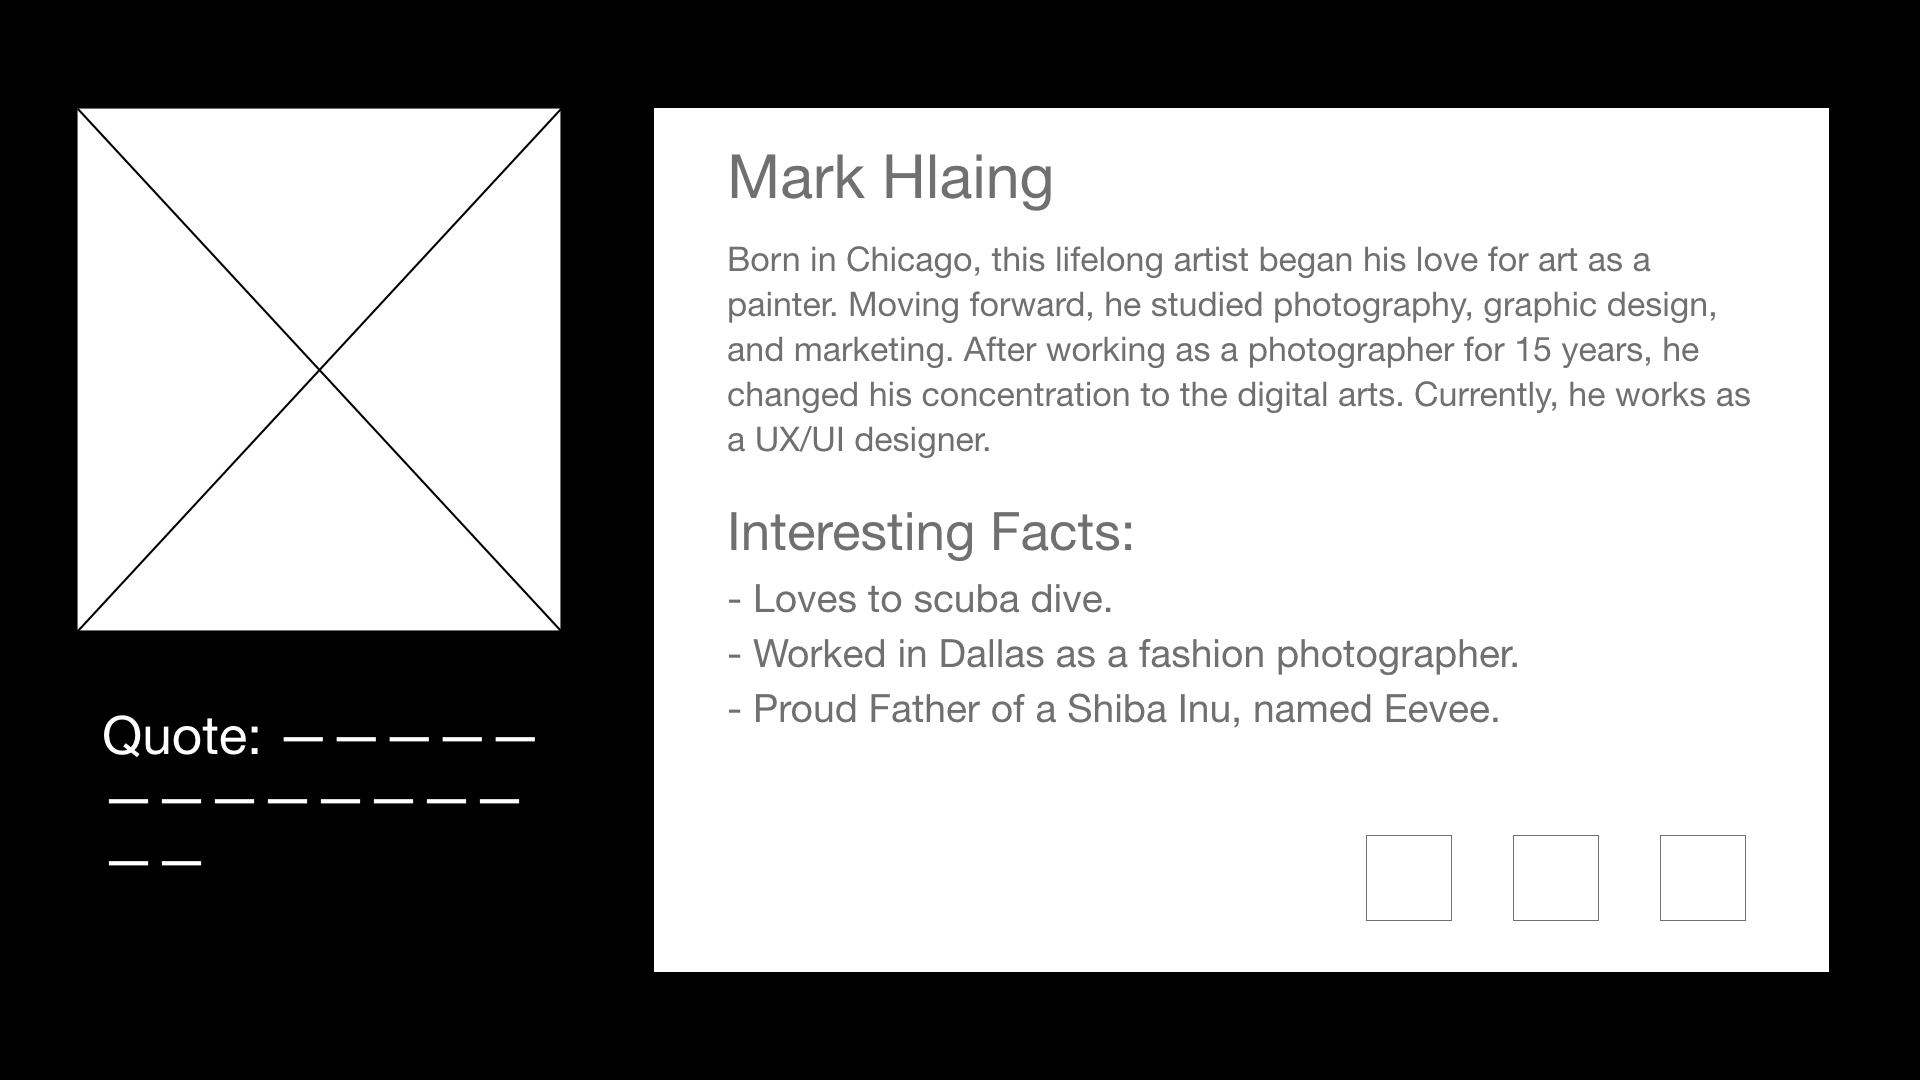 Mark Hlaing
Born in Chicago, this lifelong artist began his love for art as a
painter. Moving forward, he studied photography, graphic design,
and marketing. After working as a photographer for 15 years, he
changed his concentration to the digital arts. Currently, he works as
a UX/UI designer.
Interesting Facts:
- Loves to scuba dive.
- Worked in Dallas as a fashion photographer.
- Proud Father of a Shiba Inu, named Eevee.
Quote: — — — — —
— — — — — — — —
— —